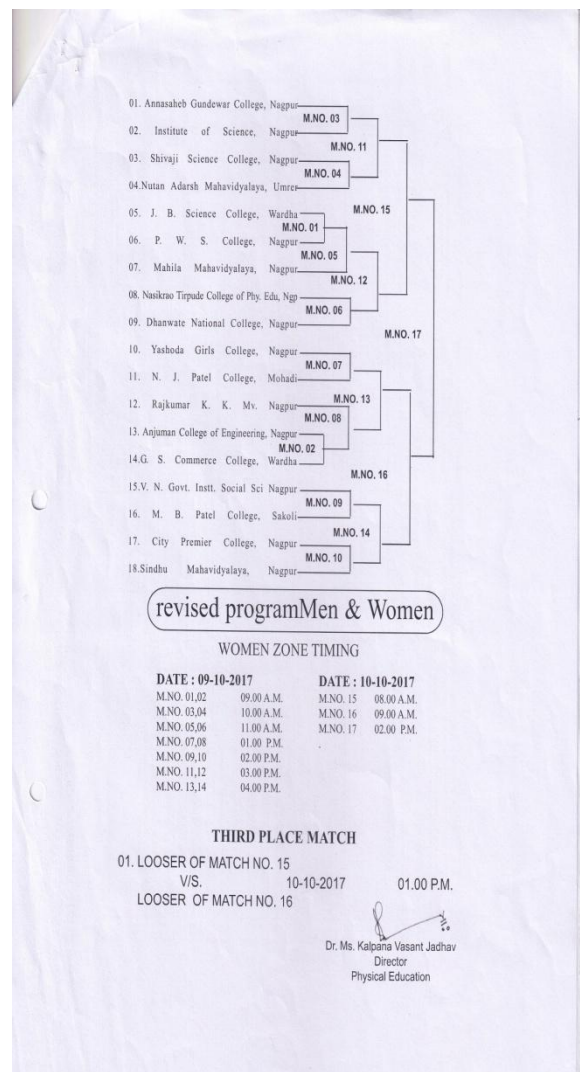 01. Annasaheb Gundewar College, Nagpur
M.NO. 03
02. Institute of Science, Nagpur
M.NO. 11
03. Shivaji Science College, Nagpur
M.NO. 04
04.Nutan Adarsh Mahavidyalaya, Umrer
M.NO. 15
05. J. B. Science College, Wardha
M.NO. 01
06. P. W. S. College, Nagpur
M.NO. 05
07. Mahila Mahavidyalaya, Nagpur
M.NO. 12
08. Nasikrao Tirpude College of Phy. Edu, Ngp
M.NO. 06
09. Dhanwate National College, Nagpur
M.NO. 17
10. Yashoda Girls College, Nagpur
M.NO. 07
11. N. J. Patel College, Mohadi
M.NO. 13
12. Rajkumar K. K. Mv. Nagpur
M.NO. 08
13. Anjuman College of Engineering, Nagpur
M.NO. 02
14.G. S. Commerce College, Wardha
M.NO. 16
15.V. N. Govt. Instt. Social Sci Nagpur
M.NO. 09
16. M. B. Patel College, Sakoli
M.NO. 14
17. City Premier College, Nagpur
M.NO. 10
18.Sindhu Mahavidyalaya, Nagpur
revised programMen & Women
WOMEN ZONE TIMING
DATE : 09-10-2017 DATE : 10-10-2017
M.NO. 01,02 09.00 A.M. M.NO. 15 08.00 A.M.
M.NO. 03,04 10.00 A.M. M.NO. 16 09.00 A.M.
M.NO. 05,06 11.00 A.M. M.NO. 17 02.00 P.M.
M.NO. 07,08 01.00 P.M.
M.NO. 09,10 02.00 P.M.
M.NO. 11,12 03.00 P.M.
M.NO. 13,14 04.00 P.M.
THIRD PLACE MATCH
01. LOOSER OF MATCH NO. 15
V/S. 10-10-2017 01.00 P.M.
LOOSER OF MATCH NO. 16
Dr. Ms. Kalpana Vasant Jadhav
Director
Physical Education